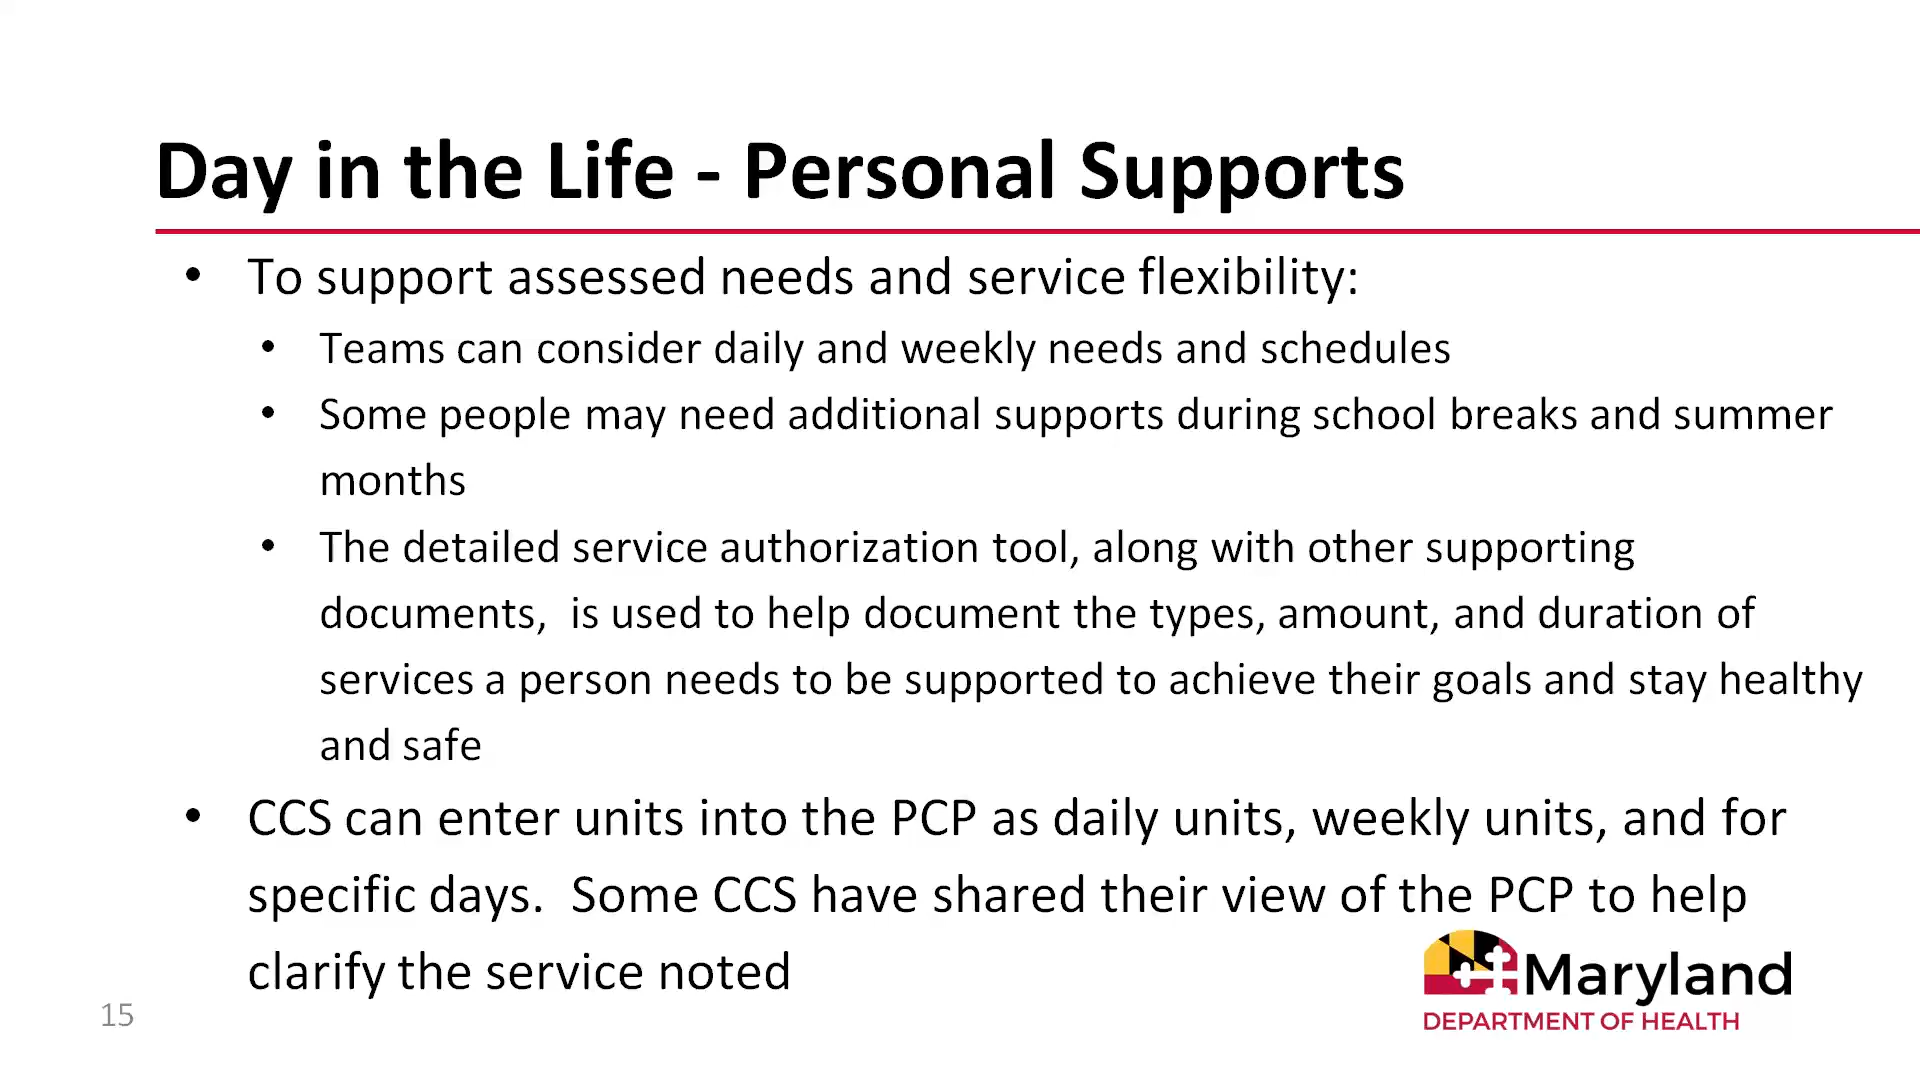 Day in the Life - Personal Supports
• To support assessed needs and service flexibility:
• Teams can consider daily and weekly needs and schedules
• Some people may need additional supports during school breaks and summer
months
• The detailed service authorization tool, along with other supporting
documents,  is used to help document the types, amount, and duration of
services a person needs to be supported to achieve their goals and stay healthy
and safe
• CCS can enter units into the PCP as daily units, weekly units, and for
specific days.  Some CCS have shared their view of the PCP to help
clarify the service noted
Maryland
DEPARTMENT OF HEALTH
15